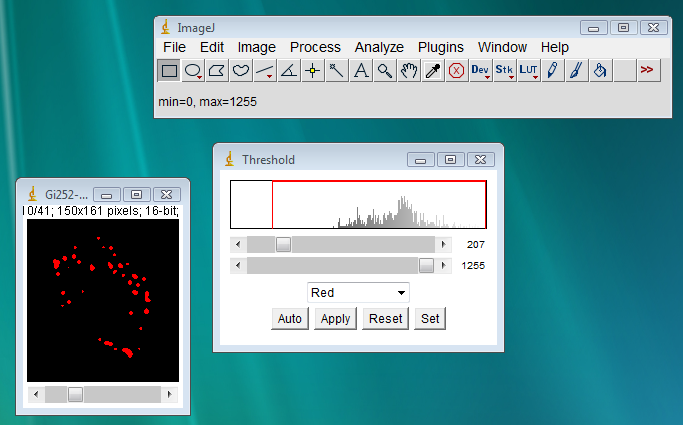 ImageJ
File Edit Image Process Analyze Plugins Window Help
A Dev Stk LUT >>
min=0, max=1255
Threshold
207
1255
Red
Auto Apply Reset Set
Gi252-...
10/41; 150x161 pixels; 16-bit;